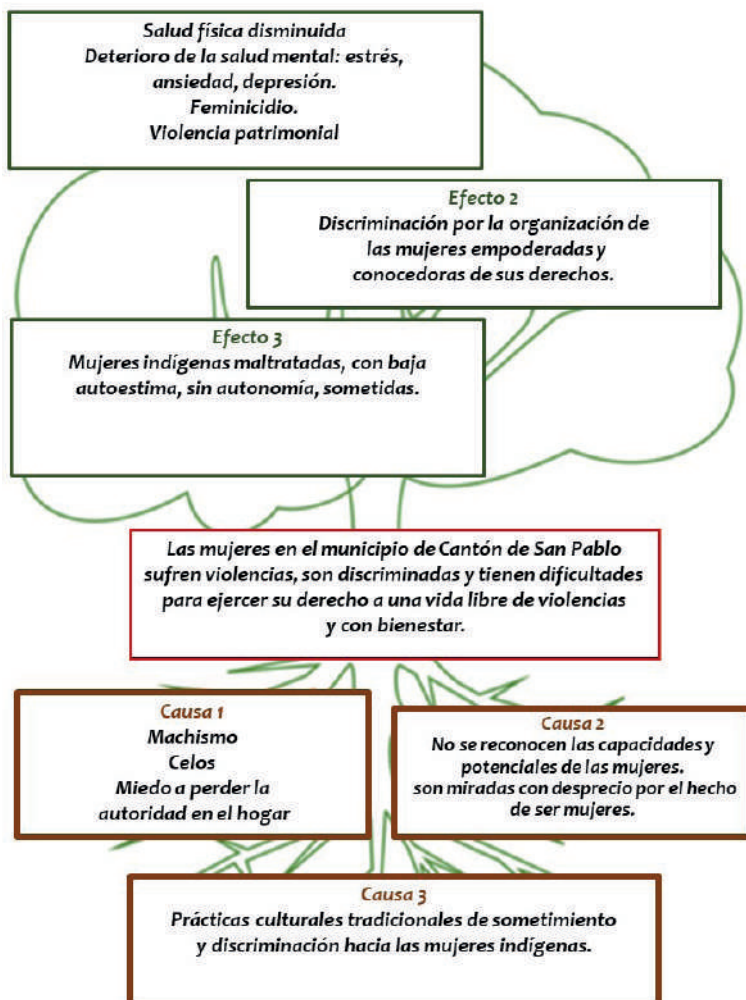 Salud física disminuida
Deterioro de la salud mental: estrés,
ansiedad, depresión.
Feminicidio.
Violencia patrimonial
Efecto 2
Discriminación por la organización de
las mujeres empoderadas y
conocedoras de sus derechos.
Efecto 3
Mujeres indígenas maltratadas, con baja
autoestima, sin autonomía, sometidas.
Las mujeres en el municipio de Cantón de San Pablo
sufren violencias, son discriminadas y tienen dificultades
para ejercer su derecho a una vida libre de violencias
y con bienestar.
Causa 1
Machismo
Celos
Miedo a perder la
autoridad en el hogar
Causa 2
No se reconocen las capacidades y
potenciales de las mujeres.
son miradas con desprecio por el hecho
de ser mujeres.
Causa 3
Prácticas culturales tradicionales de sometimiento
y discriminación hacia las mujeres indígenas.